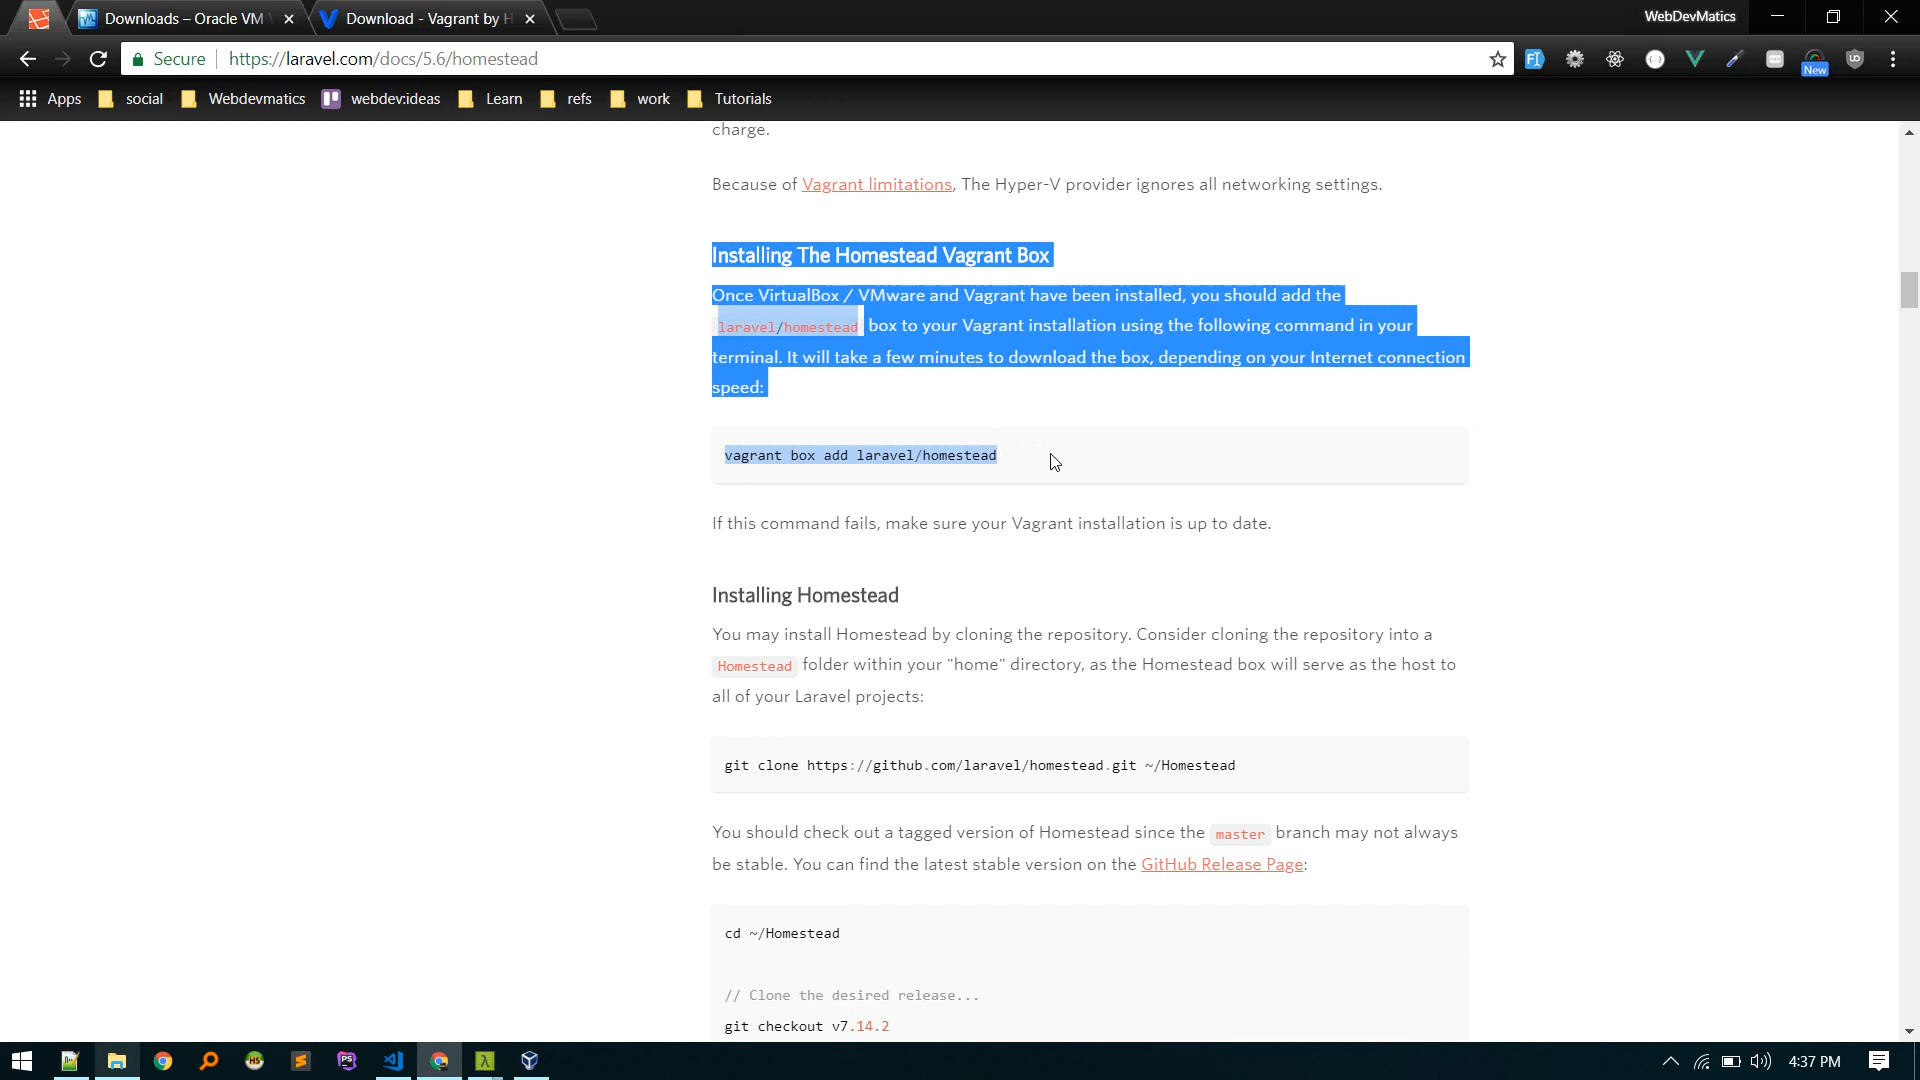 Downloads – Oracle VM
Download - Vagrant by H
WebDevMatics
Secure
https://laravel.com/docs/5.6/homestead
New
Apps
social
Webdevmatics
webdev:ideas
Learn
refs
work
Tutorials
charge.
Because of Vagrant limitations, The Hyper-V provider ignores all networking settings.
Installing The Homestead Vagrant Box
Once VirtualBox / VMware and Vagrant have been installed, you should add the
laravel/homestead box to your Vagrant installation using the following command in your
terminal. It will take a few minutes to download the box, depending on your Internet connection
speed:
vagrant box add laravel/homestead
If this command fails, make sure your Vagrant installation is up to date.
Installing Homestead
You may install Homestead by cloning the repository. Consider cloning the repository into a
Homestead folder within your "home" directory, as the Homestead box will serve as the host to
all of your Laravel projects:
git clone https://github.com/laravel/homestead.git ~/Homestead
You should check out a tagged version of Homestead since the master branch may not always
be stable. You can find the latest stable version on the GitHub Release Page:
cd ~/Homestead
// Clone the desired release...
git checkout v7.14.2
4:37 PM